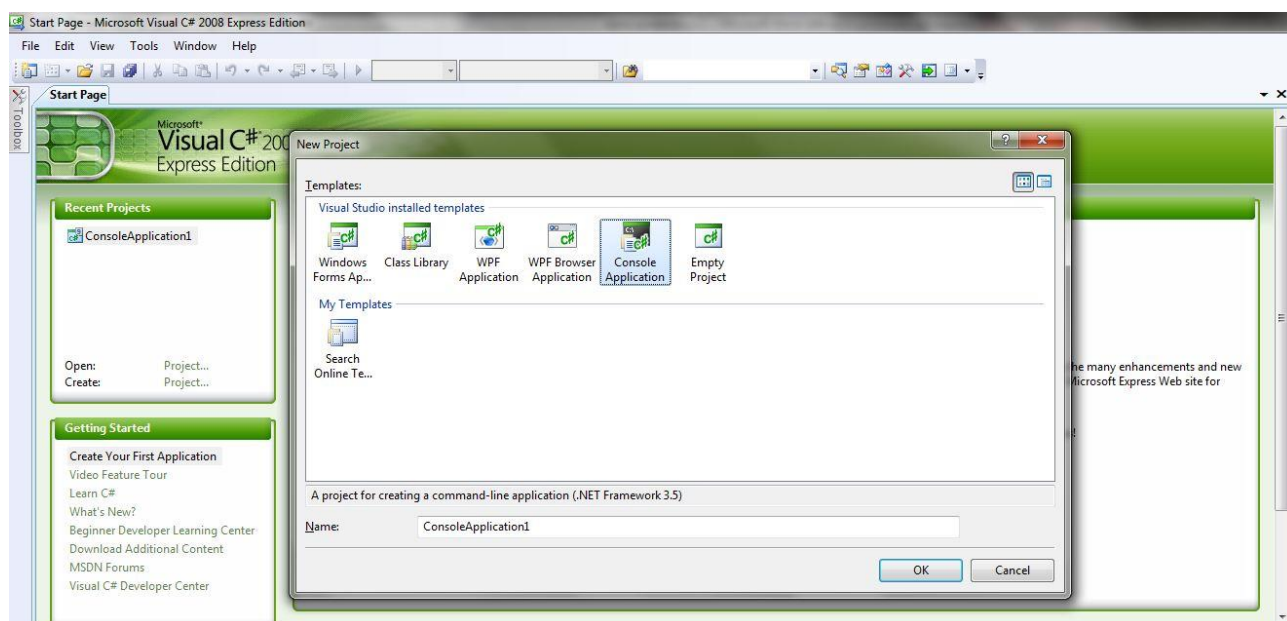 Start Page - Microsoft Visual C# 2008 Express Edition
File Edit View Tools Window Help
Toolbox
Start Page
Microsoft®
Visual C# 200
Express Edition
Recent Projects
ConsoleApplication1
Open: Project...
Create: Project...
Getting Started
Create Your First Application
Video Feature Tour
Learn C#
What's New?
Beginner Developer Learning Center
Download Additional Content
MSDN Forums
Visual C# Developer Center
New Project
Templates:
Visual Studio installed templates
Windows Forms Ap...
Class Library
WPF Application
WPF Browser Application
Console Application
Empty Project
My Templates
Search Online Te...
A project for creating a command-line application (.NET Framework 3.5)
Name: ConsoleApplication1
OK Cancel
he many enhancements and new
Microsoft Express Web site for
!